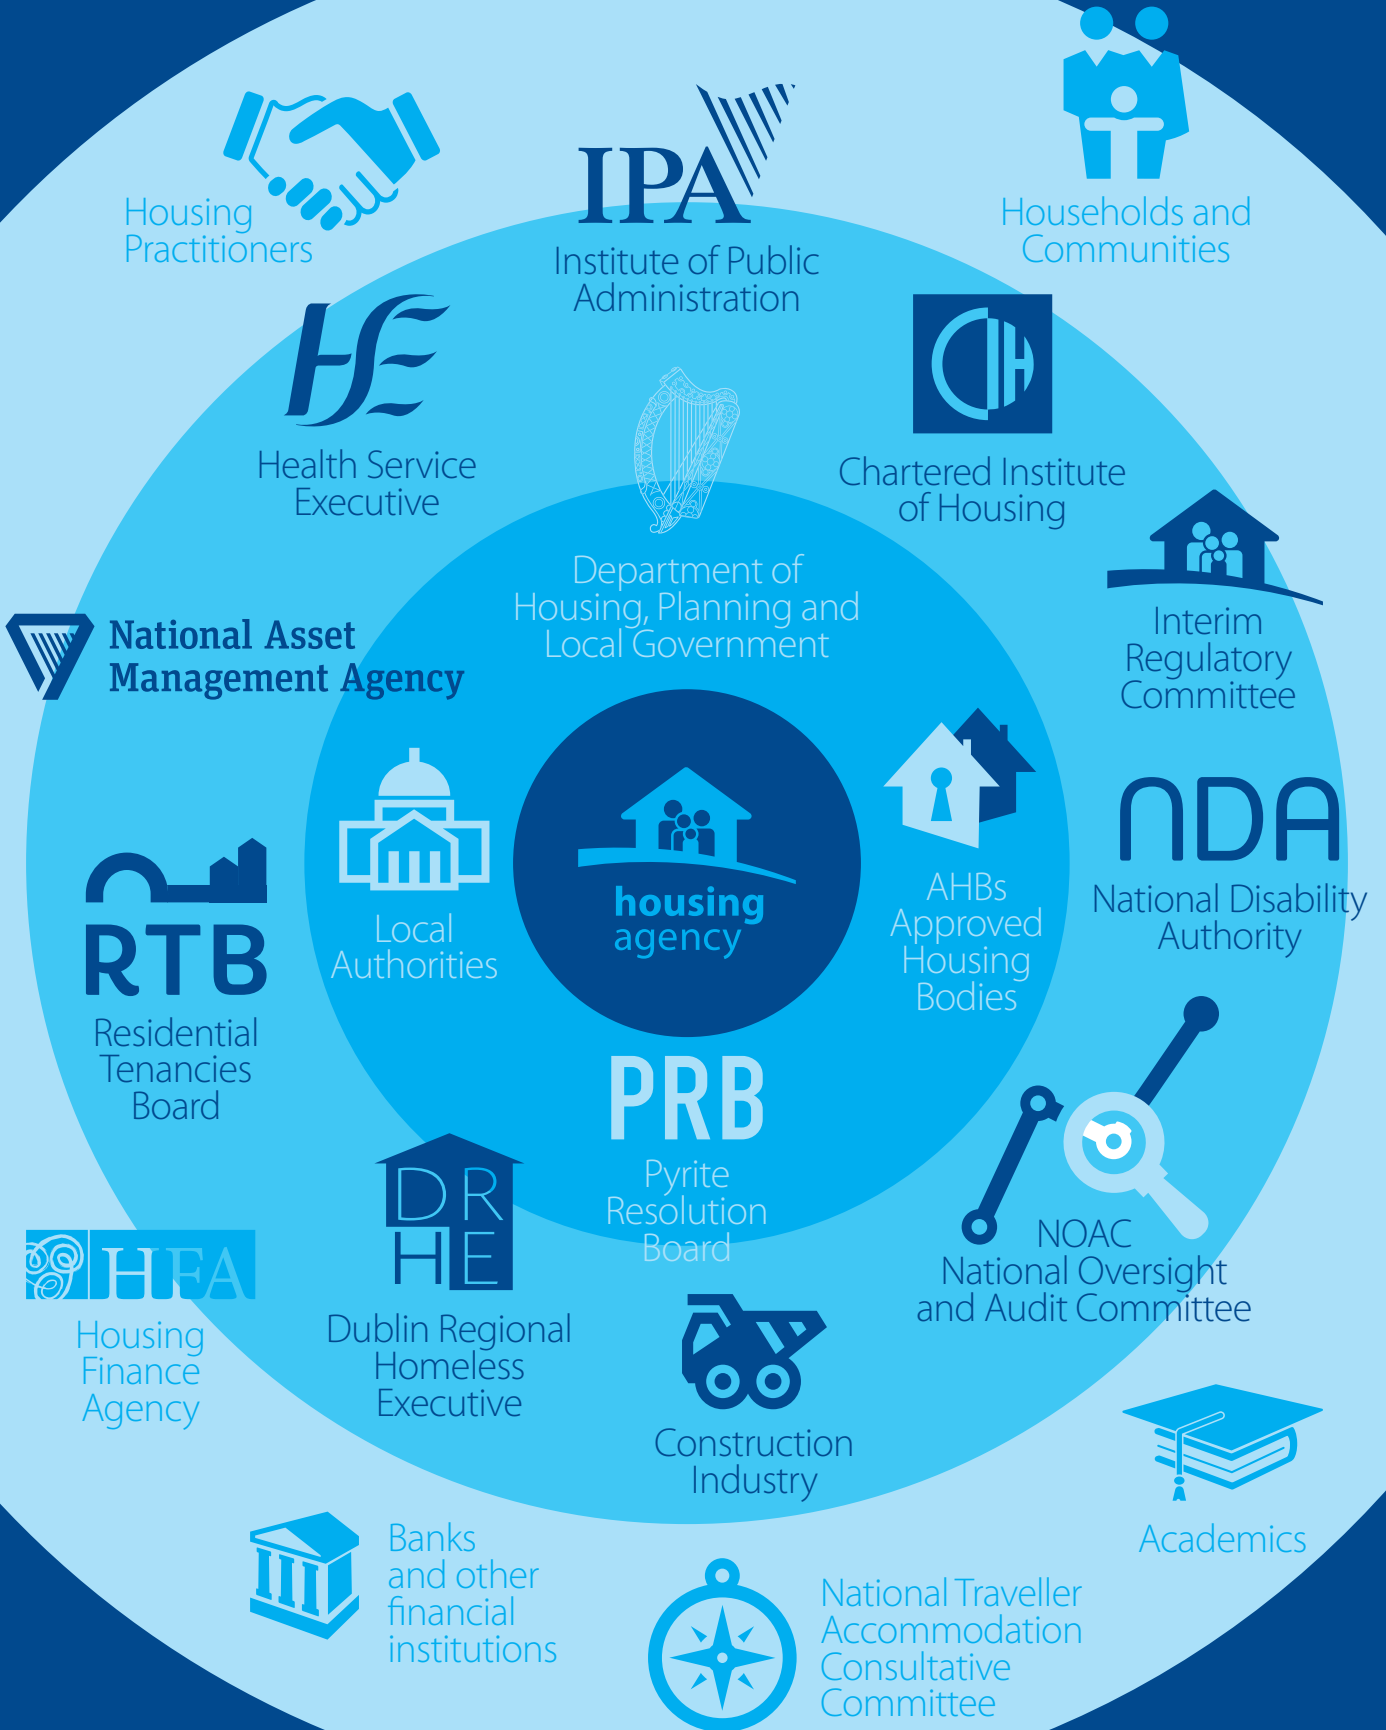 Housing
Practitioners
IPA
Institute of Public
Administration
Households and
Communities
HSE
Health Service
Executive
CIH
Chartered Institute
of Housing
Department of
Housing, Planning and
Local Government
Interim
Regulatory
Committee
National Asset
Management Agency
Local
Authorities
housing
agency
AHBs
Approved
Housing
Bodies
NDA
National Disability
Authority
RTB
Residential
Tenancies
Board
PRB
Pyrite
Resolution
Board
NOAC
National Oversight
and Audit Committee
HFA
Housing
Finance
Agency
DR
HE
Dublin Regional
Homeless
Executive
Construction
Industry
Academics
Banks
and other
financial
institutions
National Traveller
Accommodation
Consultative
Committee